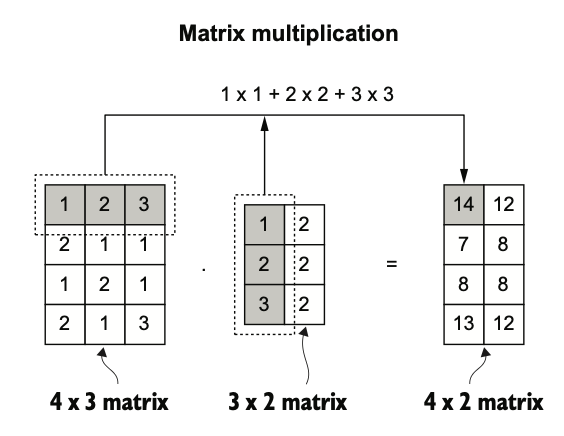 Matrix multiplication
1 x 1 + 2 x 2 + 3 x 3
1 2 3
2 1 1
1 2 1
2 1 3
.
1 2
2 2
3 2
=
14 12
7 8
8 8
13 12
4 x 3 matrix
3 x 2 matrix
4 x 2 matrix